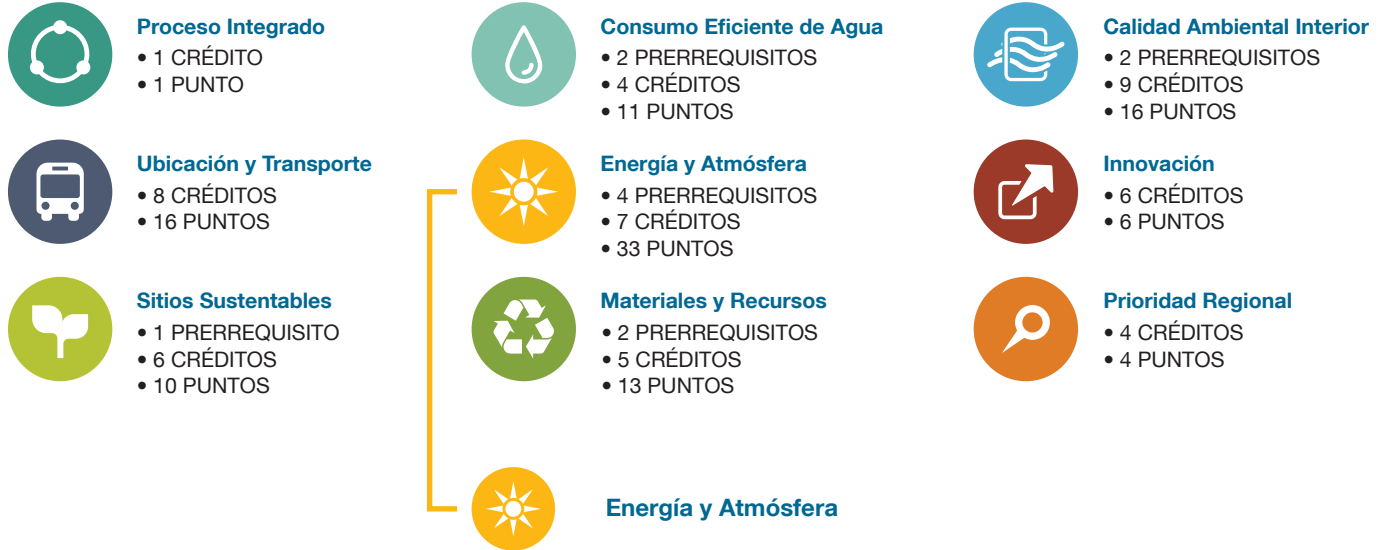 Proceso Integrado
• 1 CRÉDITO
• 1 PUNTO
Ubicación y Transporte
• 8 CRÉDITOS
• 16 PUNTOS
Sitios Sustentables
• 1 PRERREQUISITO
• 6 CRÉDITOS
• 10 PUNTOS
Consumo Eficiente de Agua
• 2 PRERREQUISITOS
• 4 CRÉDITOS
• 11 PUNTOS
Energía y Atmósfera
• 4 PRERREQUISITOS
• 7 CRÉDITOS
• 33 PUNTOS
Materiales y Recursos
• 2 PRERREQUISITOS
• 5 CRÉDITOS
• 13 PUNTOS
Calidad Ambiental Interior
• 2 PRERREQUISITOS
• 9 CRÉDITOS
• 16 PUNTOS
Innovación
• 6 CRÉDITOS
• 6 PUNTOS
Prioridad Regional
• 4 CRÉDITOS
• 4 PUNTOS
Energía y Atmósfera